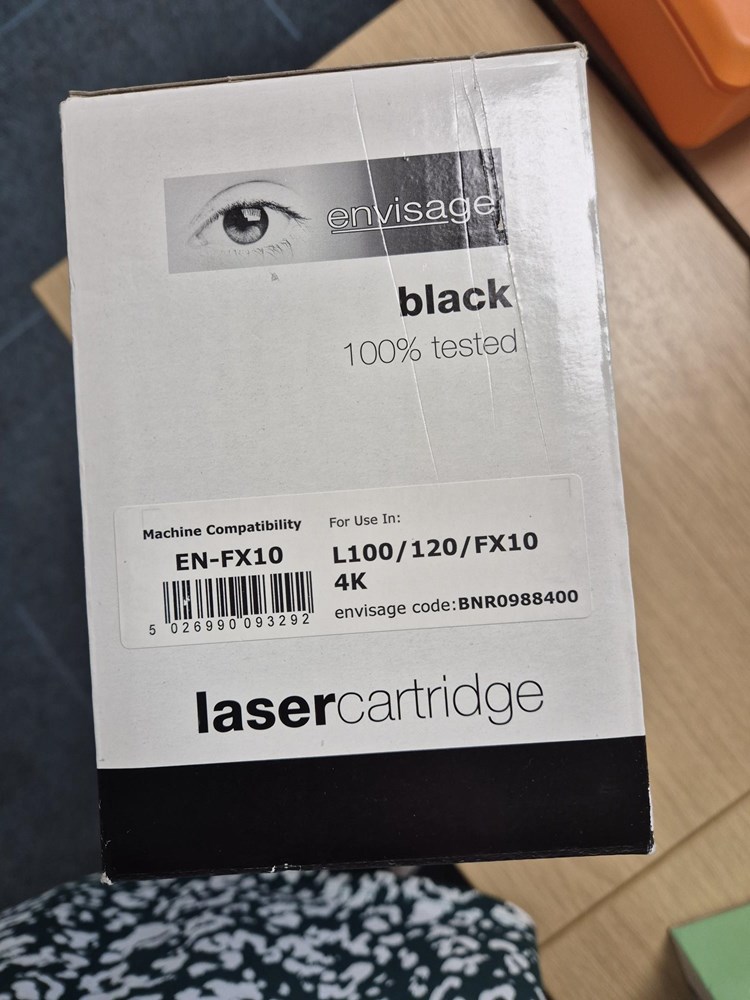 envisage
black
100% tested
Machine Compatibility
EN-FX10
5 026990 093292
For Use In:
L100/120/FX10
4K
envisage code:BNR0988400
lasercartridge